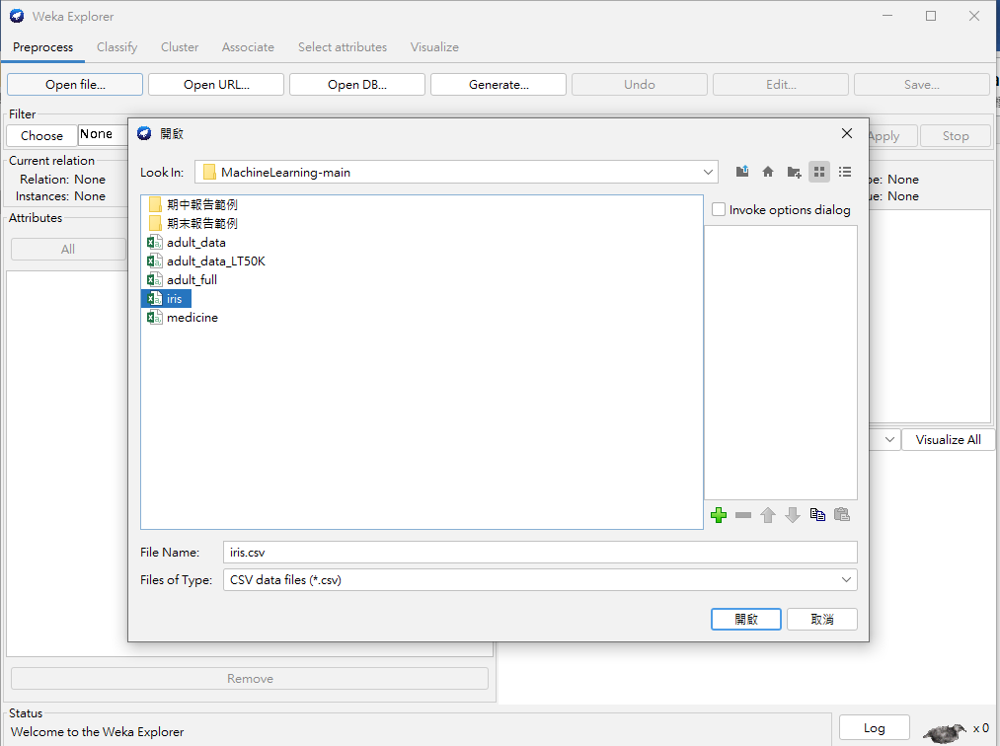 Weka Explorer
Preprocess Classify Cluster Associate Select attributes Visualize
Open file... Open URL... Open DB... Generate... Undo Edit... Save...
Filter
Choose None Apply Stop
Current relation
Relation: None
Instances: None
pe: None
ue: None
Attributes
All
開啟
Look In: MachineLearning-main
期中報告範例
期末報告範例
adult_data
adult_data_LT50K
adult_full
iris
medicine
Invoke options dialog
File Name: iris.csv
Files of Type: CSV data files (*.csv)
開啟 取消
Visualize All
Remove
Status
Welcome to the Weka Explorer
Log x 0